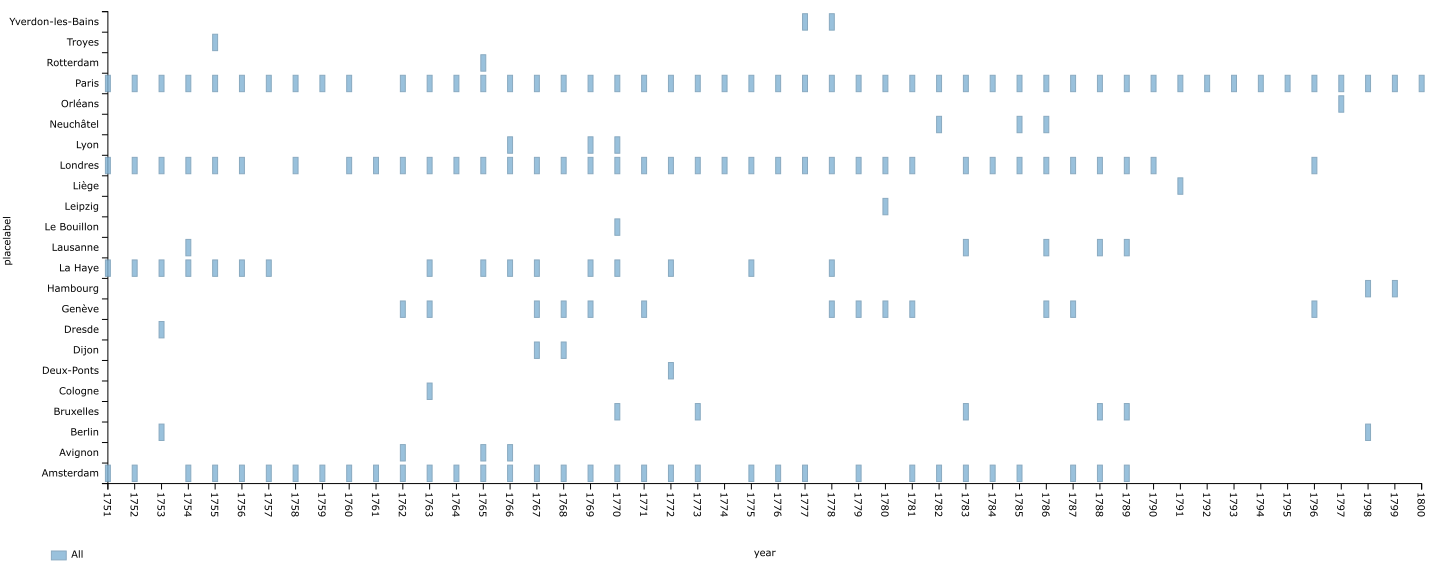 Yverdon-les-Bains
Troyes
Rotterdam
Paris
Orléans
Neuchâtel
Lyon
Londres
Liège
Leipzig
Le Bouillon
Lausanne
La Haye
Hambourg
Genève
Dresde
Dijon
Deux-Ponts
Cologne
Bruxelles
Berlin
Avignon
Amsterdam
placelabel
1751
1752
1753
1754
1755
1756
1757
1758
1759
1760
1761
1762
1763
1764
1765
1766
1767
1768
1769
1770
1771
1772
1773
1774
1775
1776
1777
1778
1779
1780
1781
1782
1783
1784
1785
1786
1787
1788
1789
1790
1791
1792
1793
1794
1795
1796
1797
1798
1799
1800
year
All